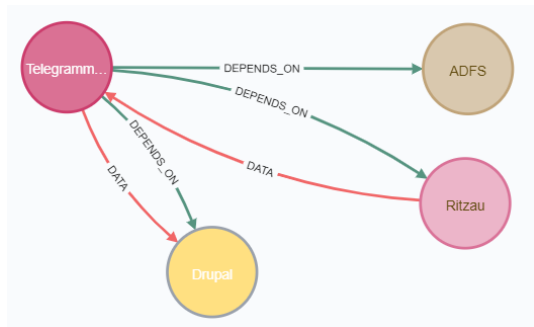 Telegramm...
DEPENDS_ON
ADFS
DEPENDS_ON
DEPENDS_ON
DATA
DATA
Ritzau
Drupal